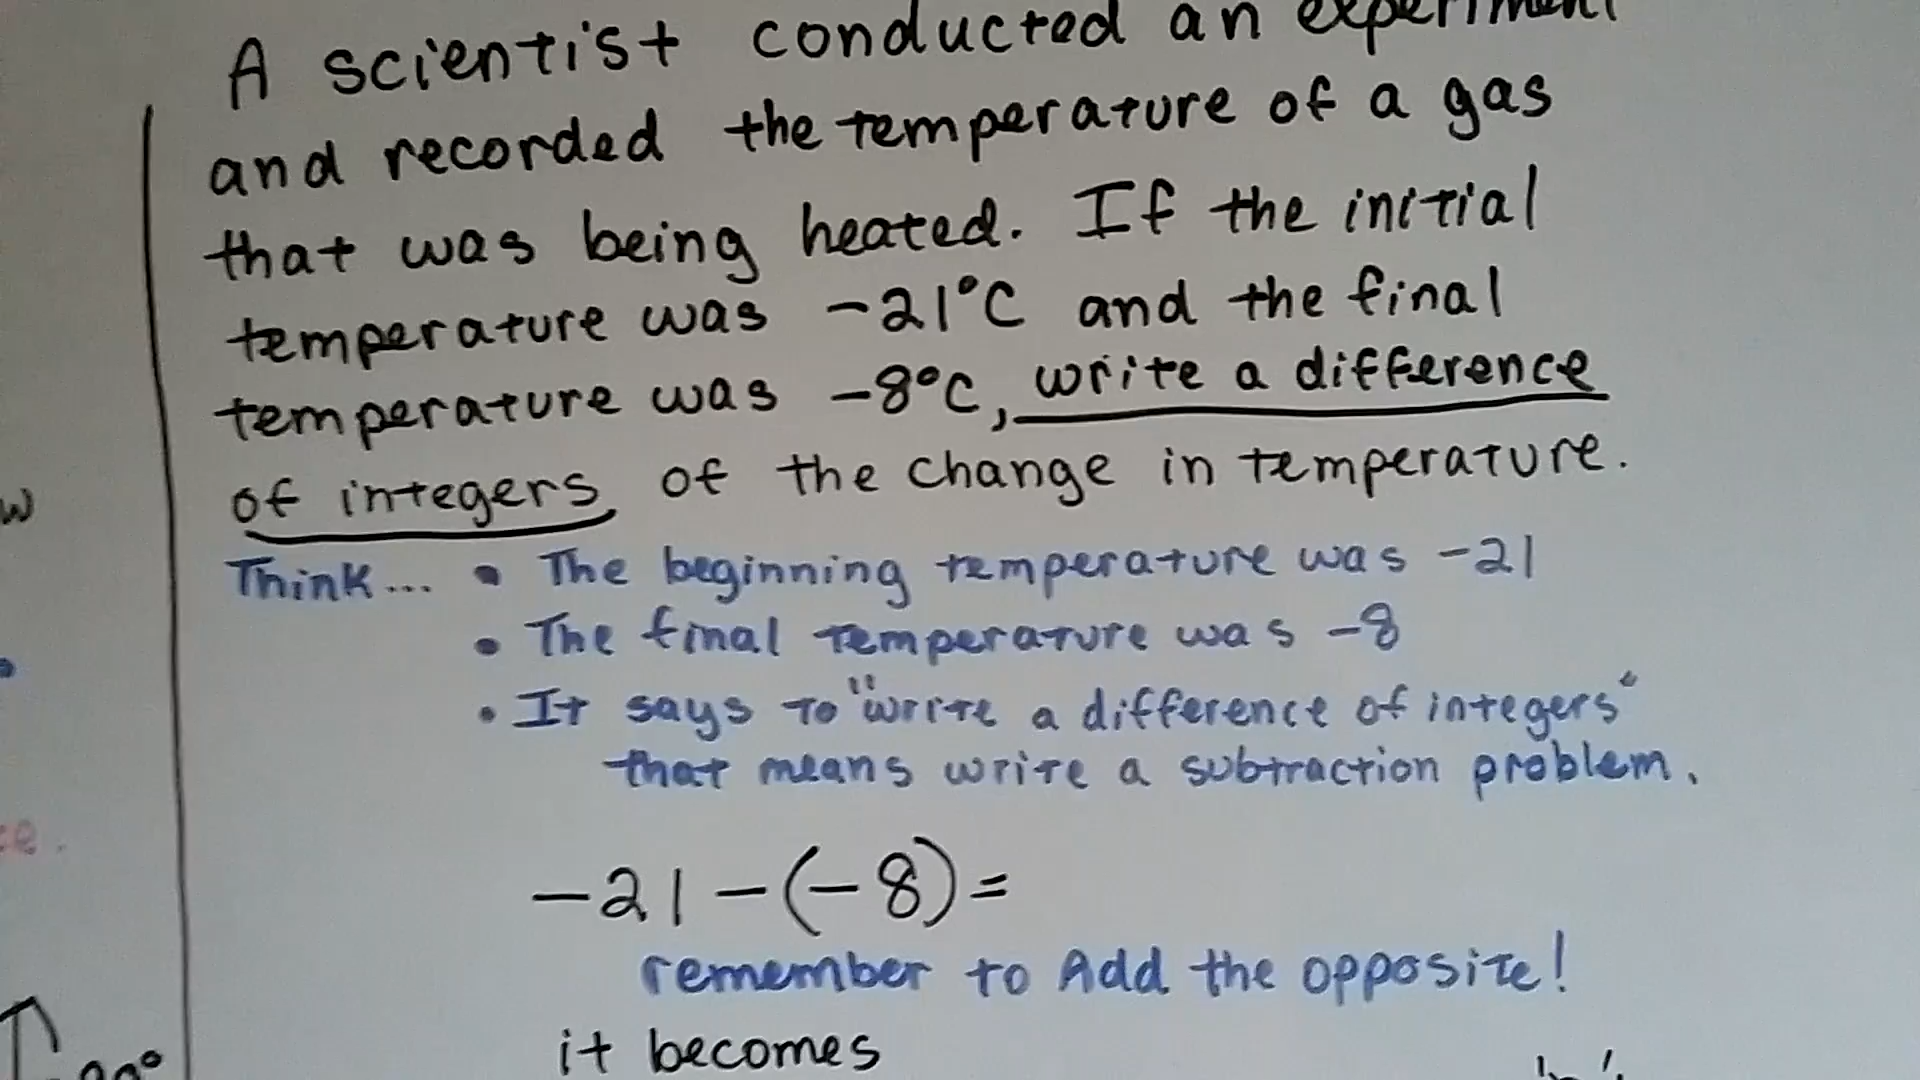 A scientist conducted an experiment
and recorded the temperature of a gas
that was being heated. If the initial
temperature was -21°C and the final
temperature was -8°C, write a difference
of integers of the change in temperature.
Think... • The beginning temperature was -21
• The final temperature was -8
• It says to "write a difference of integers"
that means write a subtraction problem.
-21-(-8)=
remember to Add the opposite!
it becomes